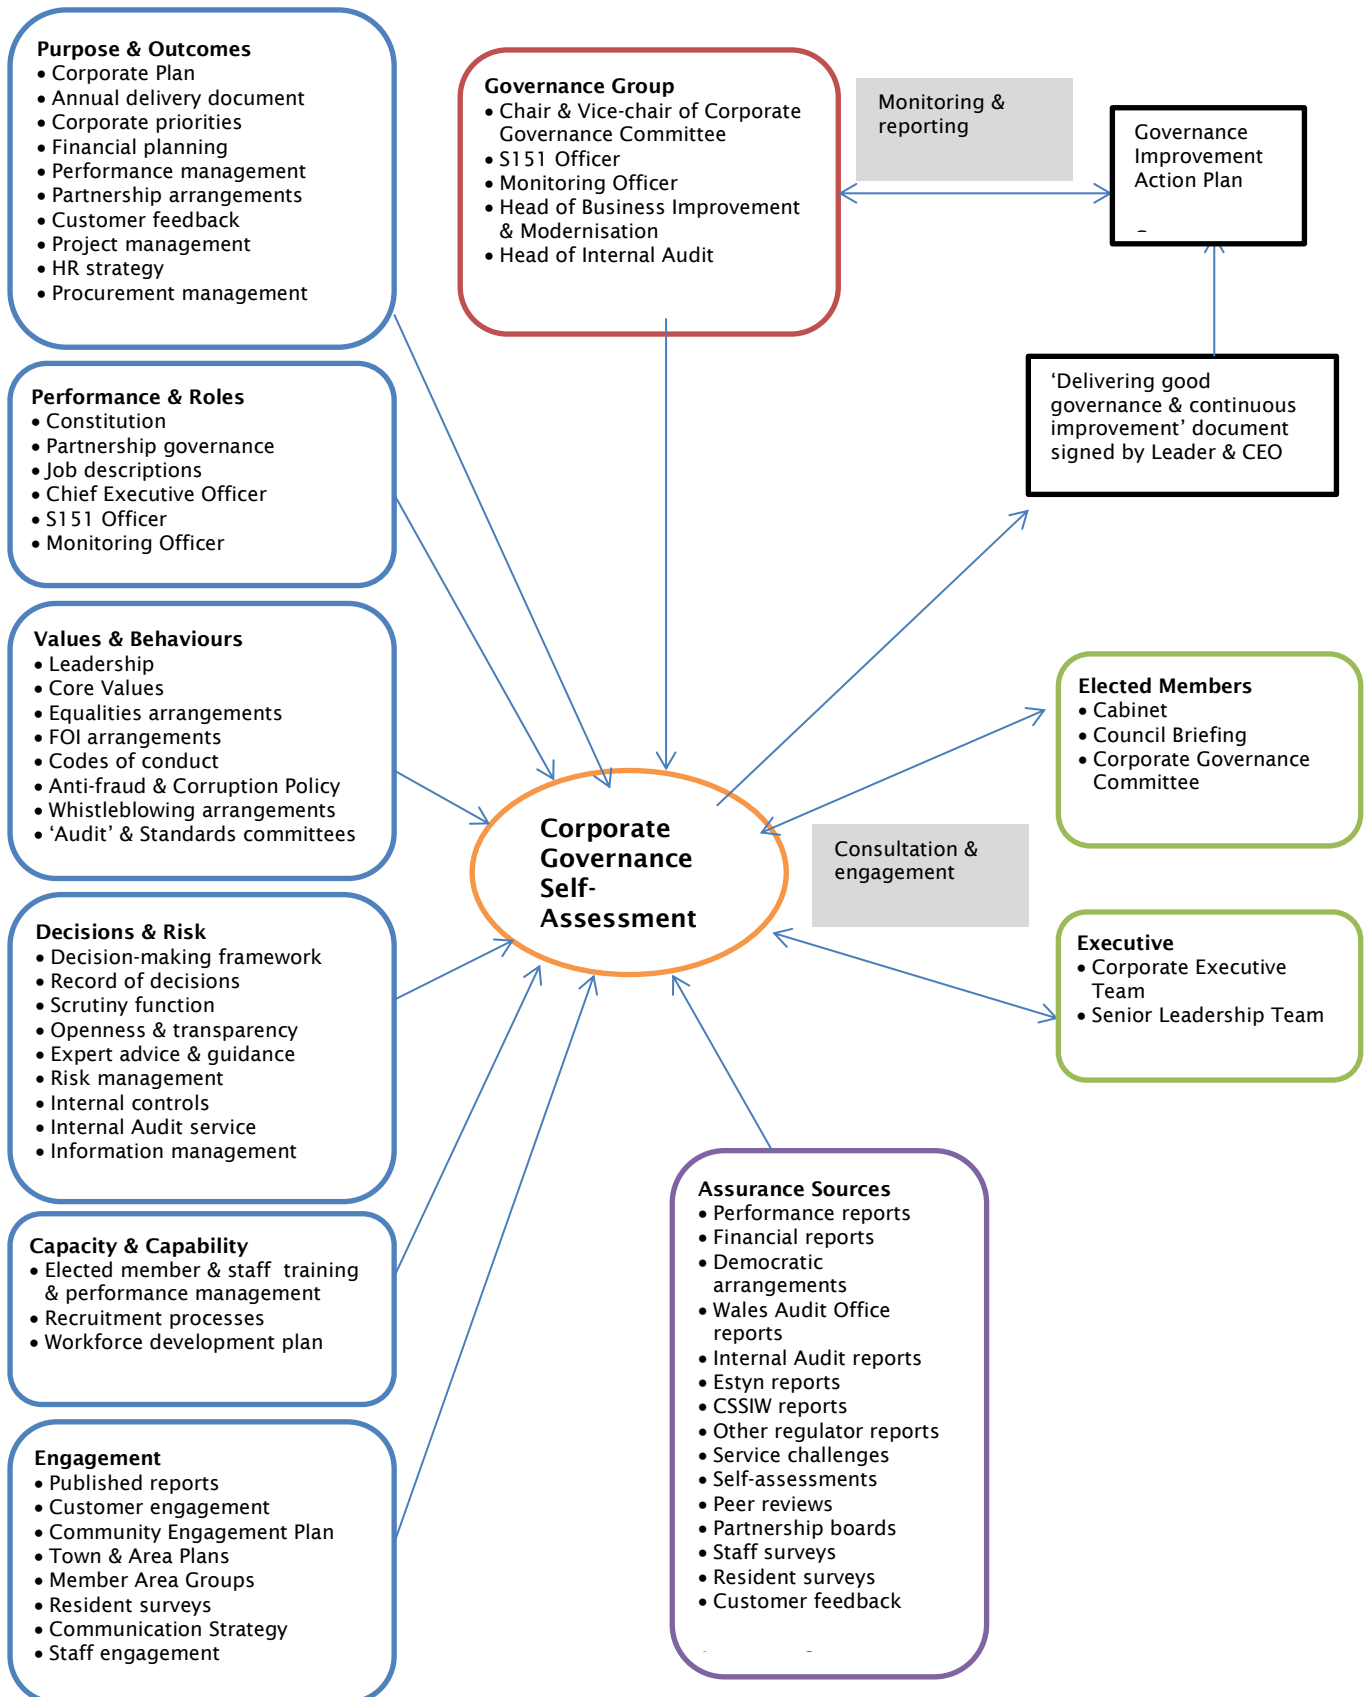 Purpose & Outcomes
• Corporate Plan
• Annual delivery document
• Corporate priorities
• Financial planning
• Performance management
• Partnership arrangements
• Customer feedback
• Project management
• HR strategy
• Procurement management
Governance Group
• Chair & Vice-chair of Corporate
Governance Committee
• S151 Officer
• Monitoring Officer
• Head of Business Improvement
& Modernisation
• Head of Internal Audit
Monitoring &
reporting
Governance
Improvement
Action Plan
Performance & Roles
• Constitution
• Partnership governance
• Job descriptions
• Chief Executive Officer
• S151 Officer
• Monitoring Officer
‘Delivering good
governance & continuous
improvement’ document
signed by Leader & CEO
Values & Behaviours
• Leadership
• Core Values
• Equalities arrangements
• FOI arrangements
• Codes of conduct
• Anti-fraud & Corruption Policy
• Whistleblowing arrangements
• ‘Audit’ & Standards committees
Elected Members
• Cabinet
• Council Briefing
• Corporate Governance
Committee
Corporate
Governance
Self-
Assessment
Consultation &
engagement
Decisions & Risk
• Decision-making framework
• Record of decisions
• Scrutiny function
• Openness & transparency
• Expert advice & guidance
• Risk management
• Internal controls
• Internal Audit service
• Information management
Executive
• Corporate Executive
Team
• Senior Leadership Team
Capacity & Capability
• Elected member & staff training
& performance management
• Recruitment processes
• Workforce development plan
Assurance Sources
• Performance reports
• Financial reports
• Democratic
arrangements
• Wales Audit Office
reports
• Internal Audit reports
• Estyn reports
• CSSIW reports
• Other regulator reports
• Service challenges
• Self-assessments
• Peer reviews
• Partnership boards
• Staff surveys
• Resident surveys
• Customer feedback
Engagement
• Published reports
• Customer engagement
• Community Engagement Plan
• Town & Area Plans
• Member Area Groups
• Resident surveys
• Communication Strategy
• Staff engagement